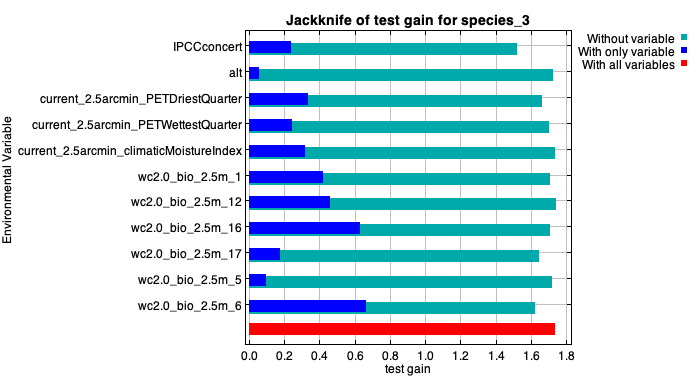 Jackknife of test gain for species_3
Without variable
With only variable
With all variables
Environmental Variable
IPCCconcert
alt
current_2.5arcmin_PETDriestQuarter
current_2.5arcmin_PETWettestQuarter
current_2.5arcmin_climaticMoistureIndex
wc2.0_bio_2.5m_1
wc2.0_bio_2.5m_12
wc2.0_bio_2.5m_16
wc2.0_bio_2.5m_17
wc2.0_bio_2.5m_5
wc2.0_bio_2.5m_6
0.0 0.2 0.4 0.6 0.8 1.0 1.2 1.4 1.6 1.8
test gain